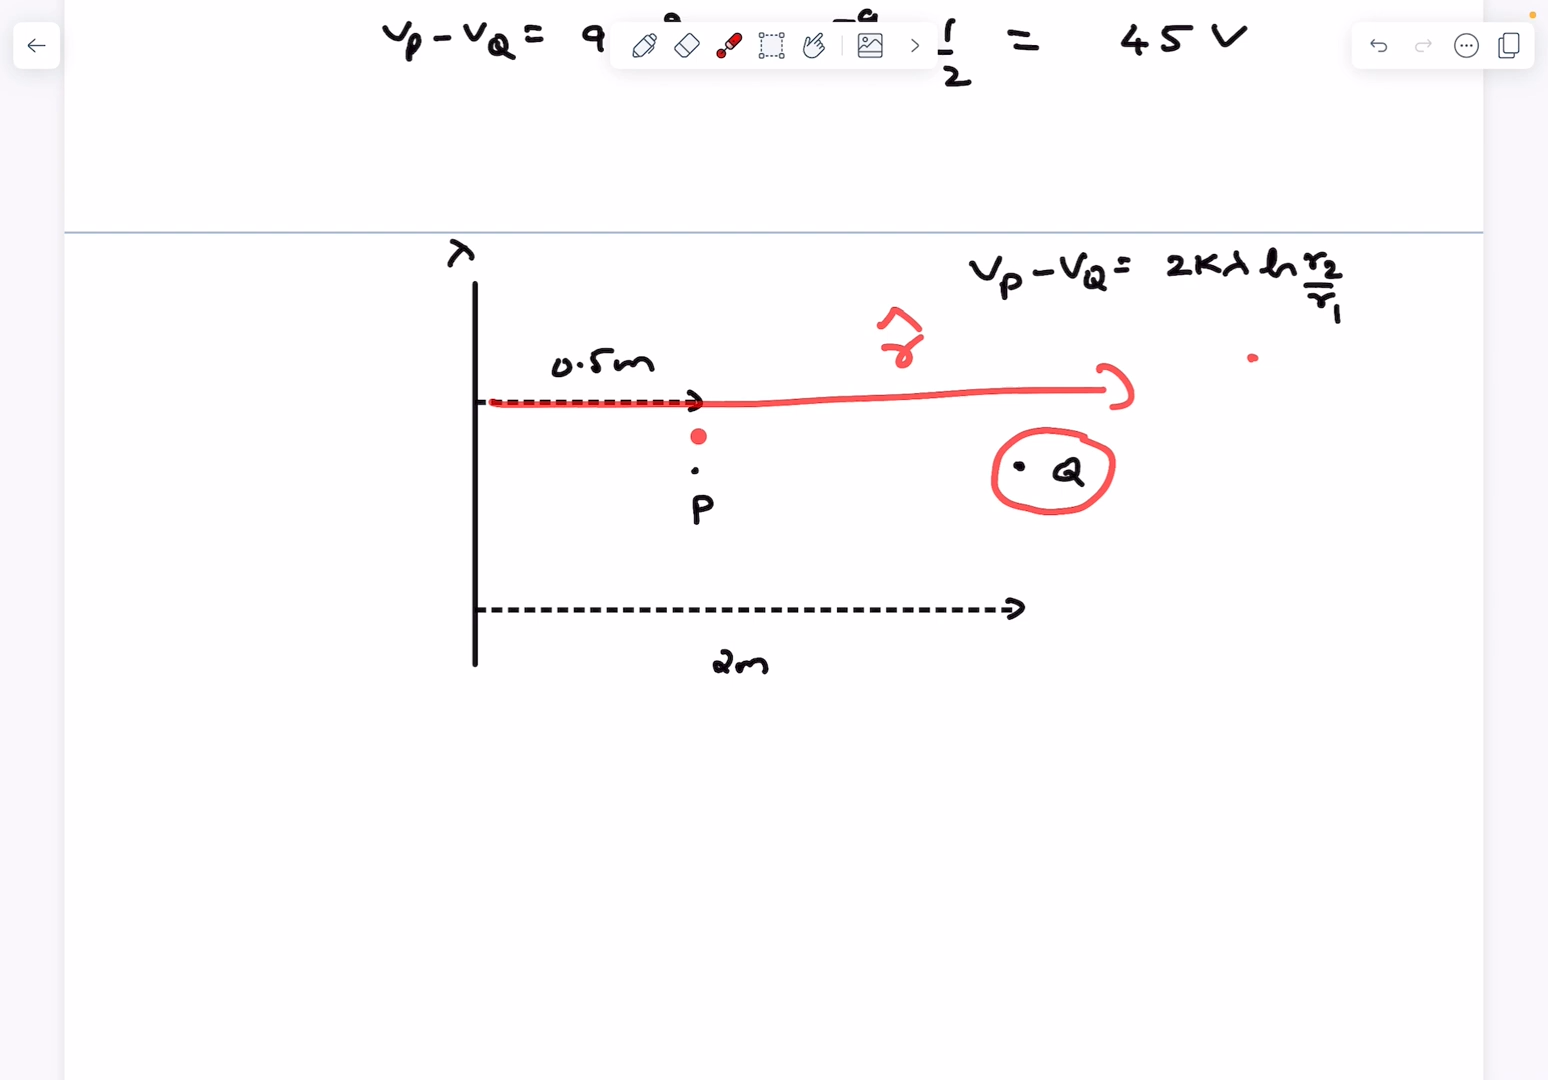 Vp - VQ = 9 1/2 = 45 V
λ
Vp - VQ = 2Kλ ln r2/r1
r̂
0.5m
Q
P
2m